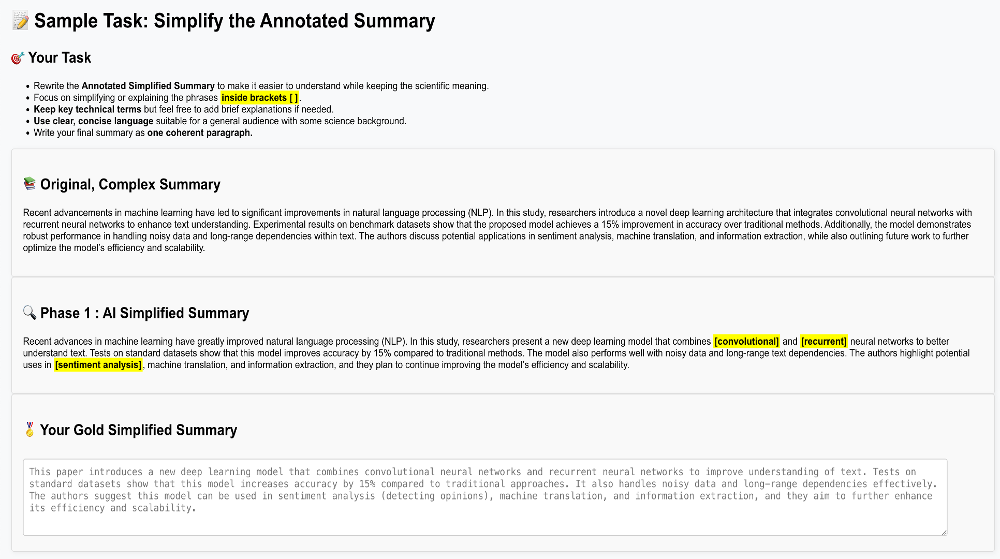 Sample Task: Simplify the Annotated Summary
Your Task
Rewrite the Annotated Simplified Summary to make it easier to understand while keeping the scientific meaning.
Focus on simplifying or explaining the phrases inside brackets [ ].
Keep key technical terms but feel free to add brief explanations if needed.
Use clear, concise language suitable for a general audience with some science background.
Write your final summary as one coherent paragraph.
Original, Complex Summary
Recent advancements in machine learning have led to significant improvements in natural language processing (NLP). In this study, researchers introduce a novel deep learning architecture that integrates convolutional neural networks with
recurrent neural networks to enhance text understanding. Experimental results on benchmark datasets show that the proposed model achieves a 15% improvement in accuracy over traditional methods. Additionally, the model demonstrates
robust performance in handling noisy data and long-range dependencies within text. The authors discuss potential applications in sentiment analysis, machine translation, and information extraction, while also outlining future work to further
optimize the model's efficiency and scalability.
Phase 1 : AI Simplified Summary
Recent advances in machine learning have greatly improved natural language processing (NLP). In this study, researchers present a new deep learning model that combines [convolutional] and [recurrent] neural networks to better
understand text. Tests on standard datasets show that this model improves accuracy by 15% compared to traditional methods. The model also performs well with noisy data and long-range text dependencies. The authors highlight potential
uses in [sentiment analysis], machine translation, and information extraction, and they plan to continue improving the model's efficiency and scalability.
Your Gold Simplified Summary
This paper introduces a new deep learning model that combines convolutional neural networks and recurrent neural networks to improve understanding of text. Tests on
standard datasets show that this model increases accuracy by 15% compared to traditional approaches. It also handles noisy data and long-range dependencies effectively.
The authors suggest this model can be used in sentiment analysis (detecting opinions), machine translation, and information extraction, and they aim to further enhance
its efficiency and scalability.